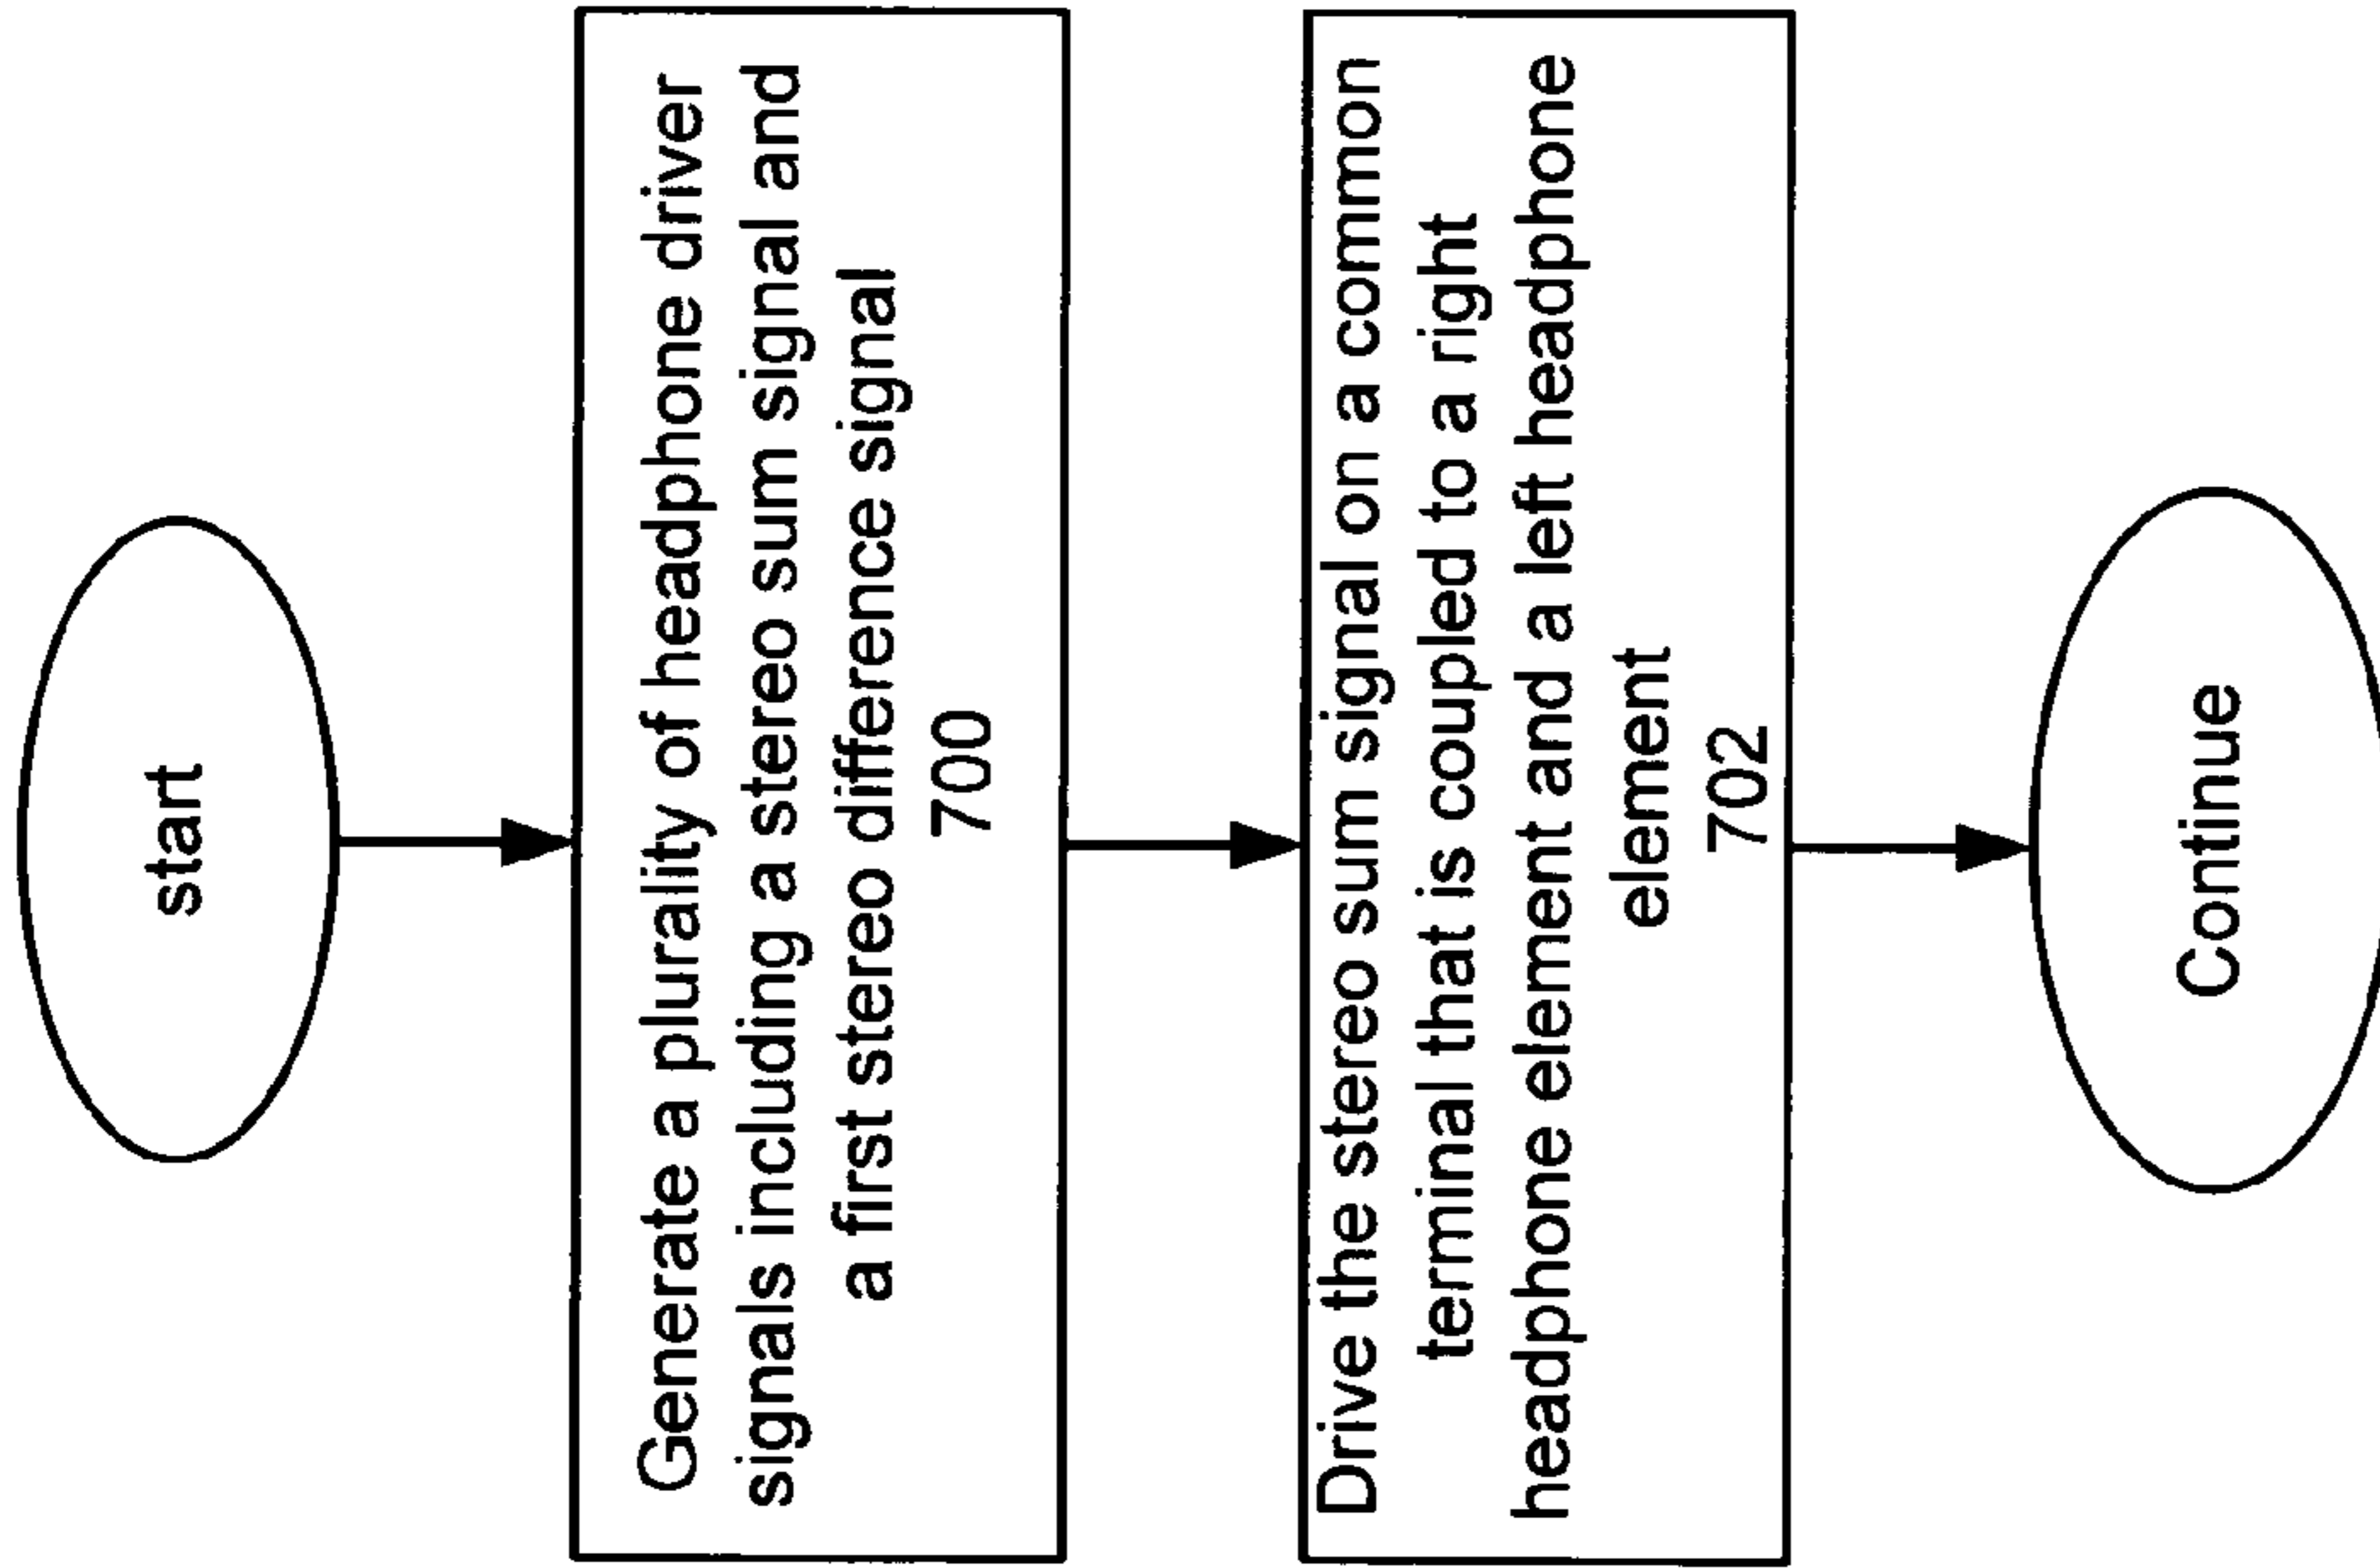 start
Generate a plurality of headphone driver
signals including a stereo sum signal and
a first stereo difference signal
700
Drive the stereo sum signal on a common
terminal that is coupled to a right
headphone element and a left headphone
element
702
Continue